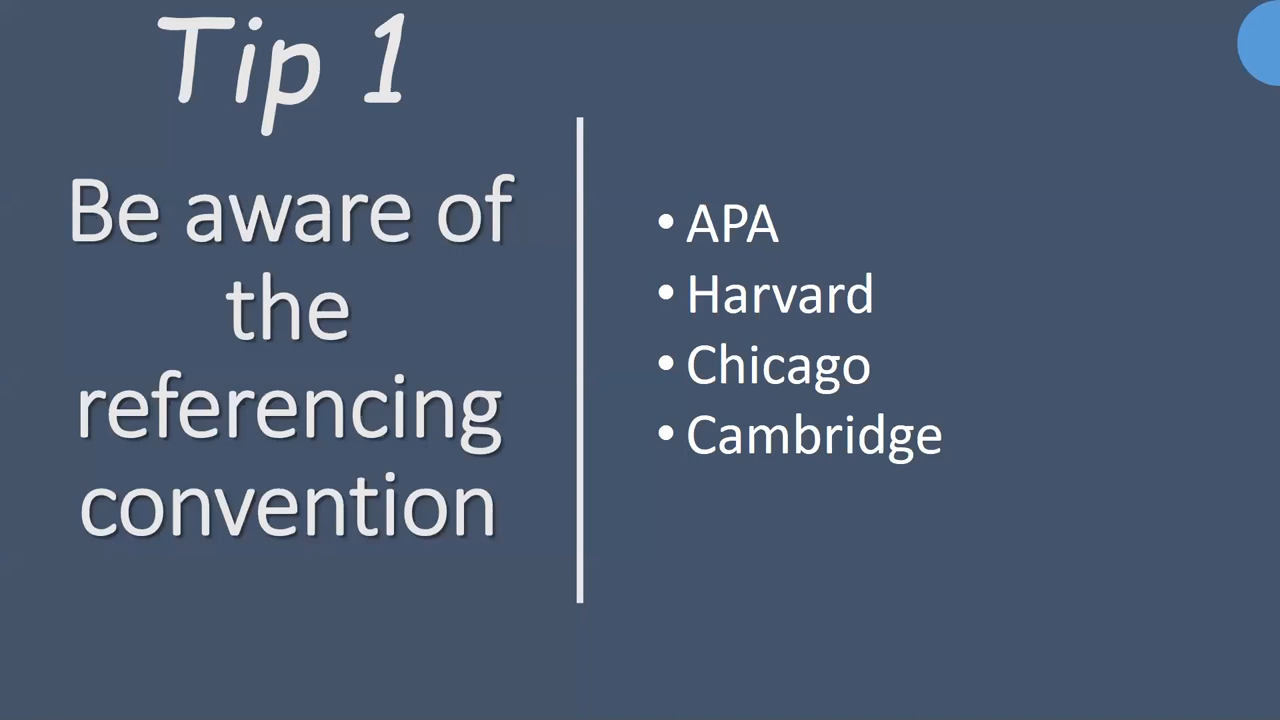 Tip 1
Be aware of
the
referencing
convention
• APA
• Harvard
• Chicago
• Cambridge